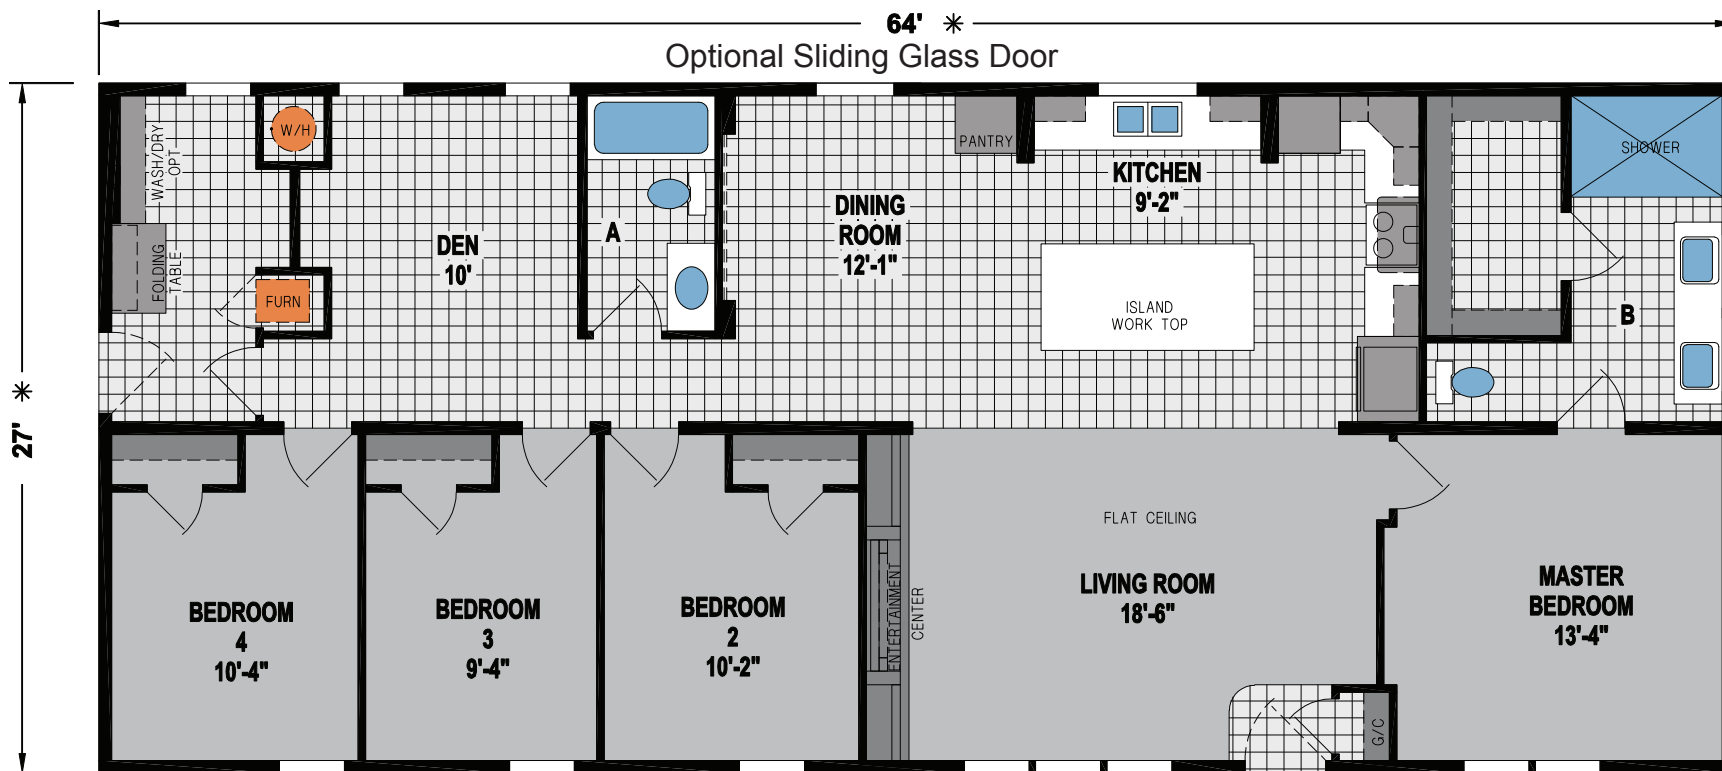 64' ✳
Optional Sliding Glass Door
27' ✳
WASH/DRY
OPT
W/H
FOLDING
TABLE
FURN
DEN
10'
A
DINING
ROOM
12'-1"
PANTRY
KITCHEN
9'-2"
ISLAND
WORK TOP
SHOWER
B
BEDROOM
4
10'-4"
BEDROOM
3
9'-4"
BEDROOM
2
10'-2"
ENTERTAINMENT
CENTER
FLAT CEILING
LIVING ROOM
18'-6"
G/C
MASTER
BEDROOM
13'-4"